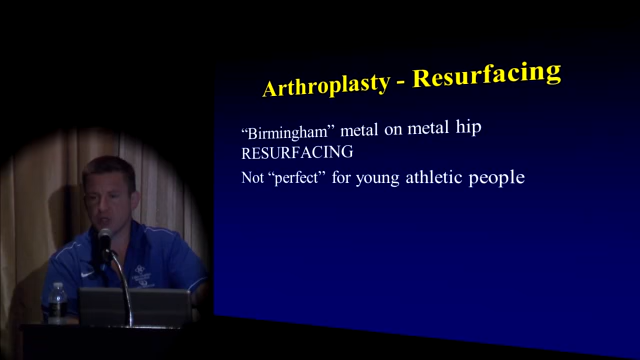 Arthroplasty - Resurfacing
“Birmingham” metal on metal hip
RESURFACING
Not “perfect” for young athletic people